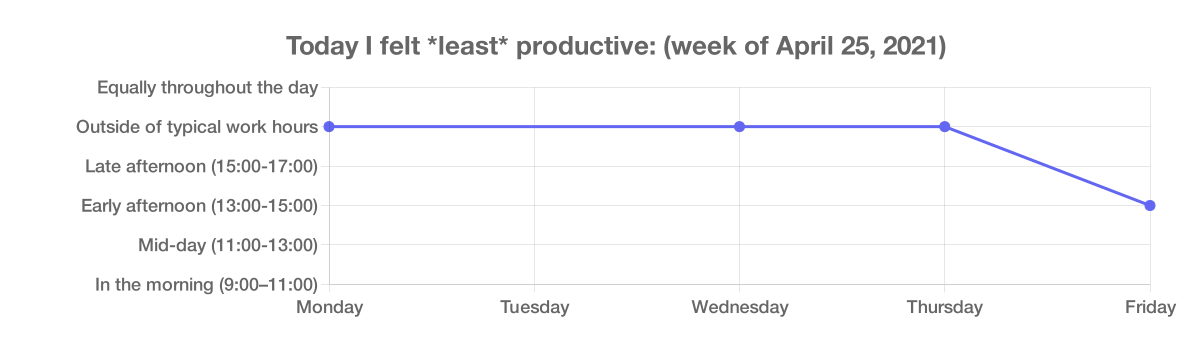 Today I felt *least* productive: (week of April 25, 2021)
Equally throughout the day
Outside of typical work hours
Late afternoon (15:00-17:00)
Early afternoon (13:00-15:00)
Mid-day (11:00-13:00)
In the morning (9:00–11:00)
Monday
Tuesday
Wednesday
Thursday
Friday